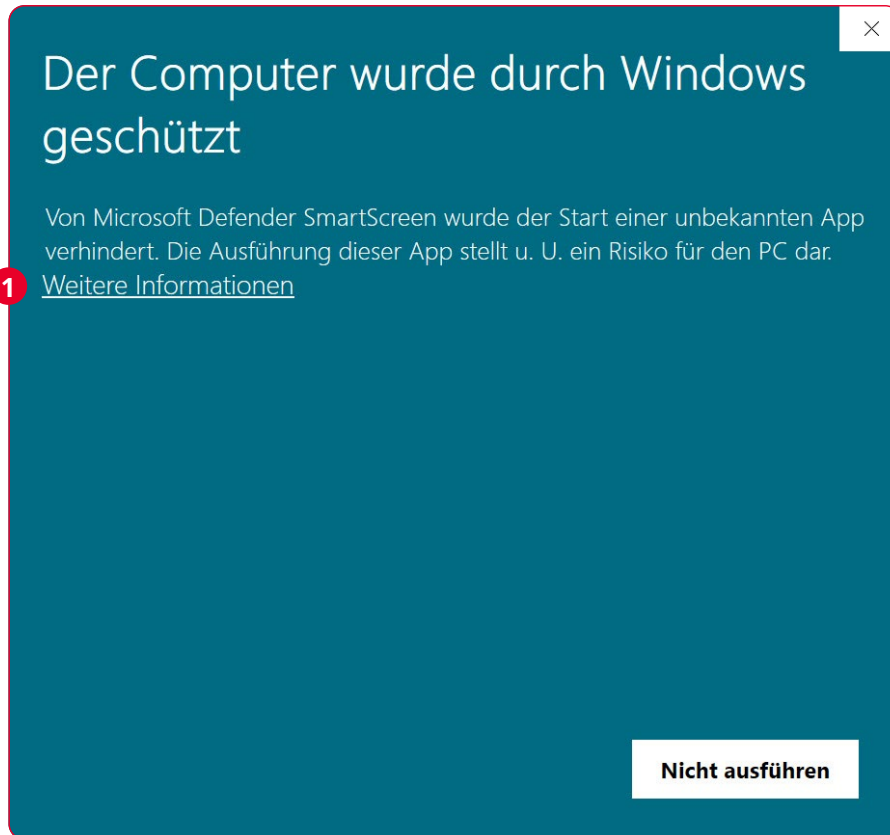 Der Computer wurde durch Windows
geschützt
Von Microsoft Defender SmartScreen wurde der Start einer unbekannten App
verhindert. Die Ausführung dieser App stellt u. U. ein Risiko für den PC dar.
1 Weitere Informationen
Nicht ausführen